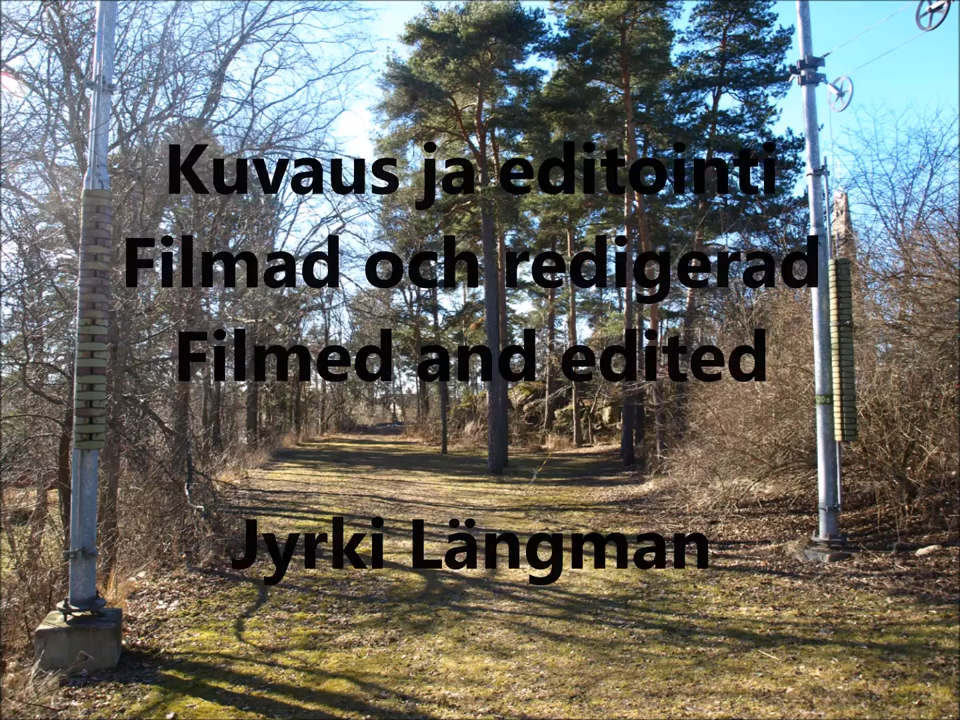 Kuvaus ja editointi
Filmad och redigerad
Filmed and edited
Jyrki Längman